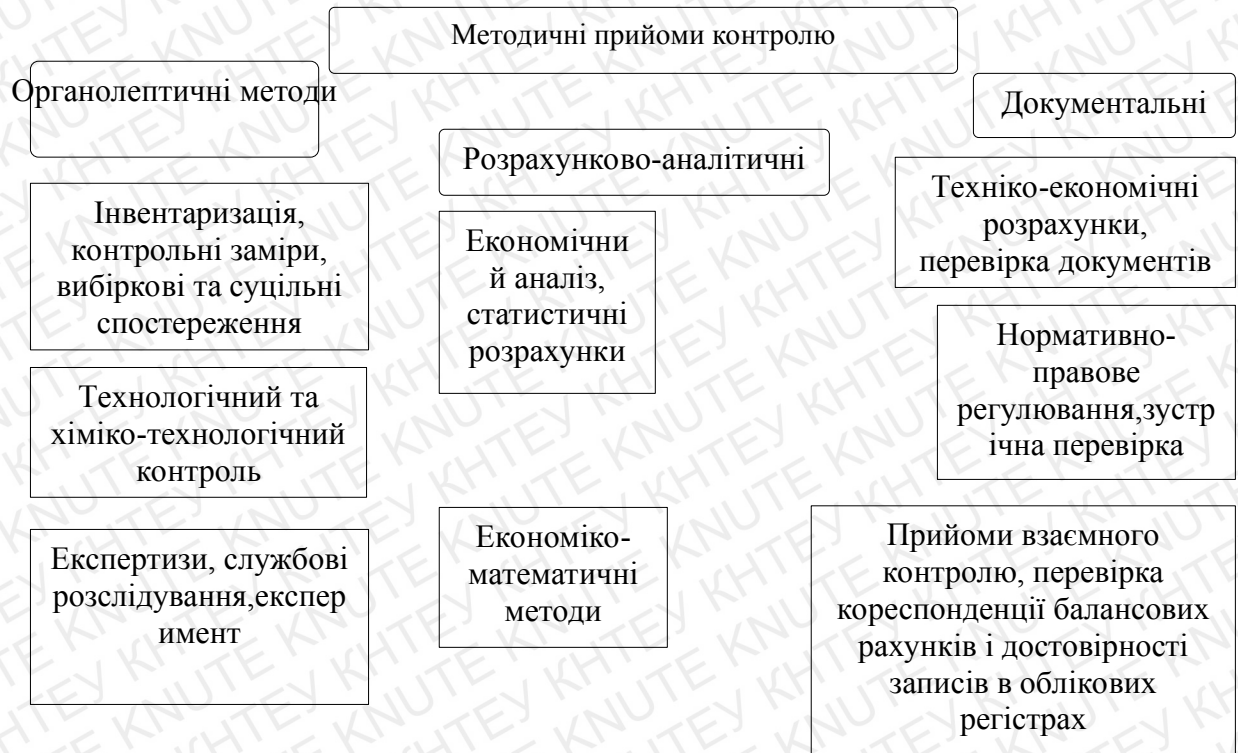 Методичні прийоми контролю
Органолептичні методи
Інвентаризація,
контрольні заміри,
вибіркові та суцільні
спостереження
Технологічний та
хіміко-технологічний
контроль
Експертизи, службові
розслідування,експер
имент
Розрахунково-аналітичні
Економічни
й аналіз,
статистичні
розрахунки
Економіко-
математичні
методи
Документальні
Техніко-економічні
розрахунки,
перевірка документів
Нормативно-
правове
регулювання,зустр
ічна перевірка
Прийоми взаємного
контролю, перевірка
кореспонденції балансових
рахунків і достовірності
записів в облікових
регістрах